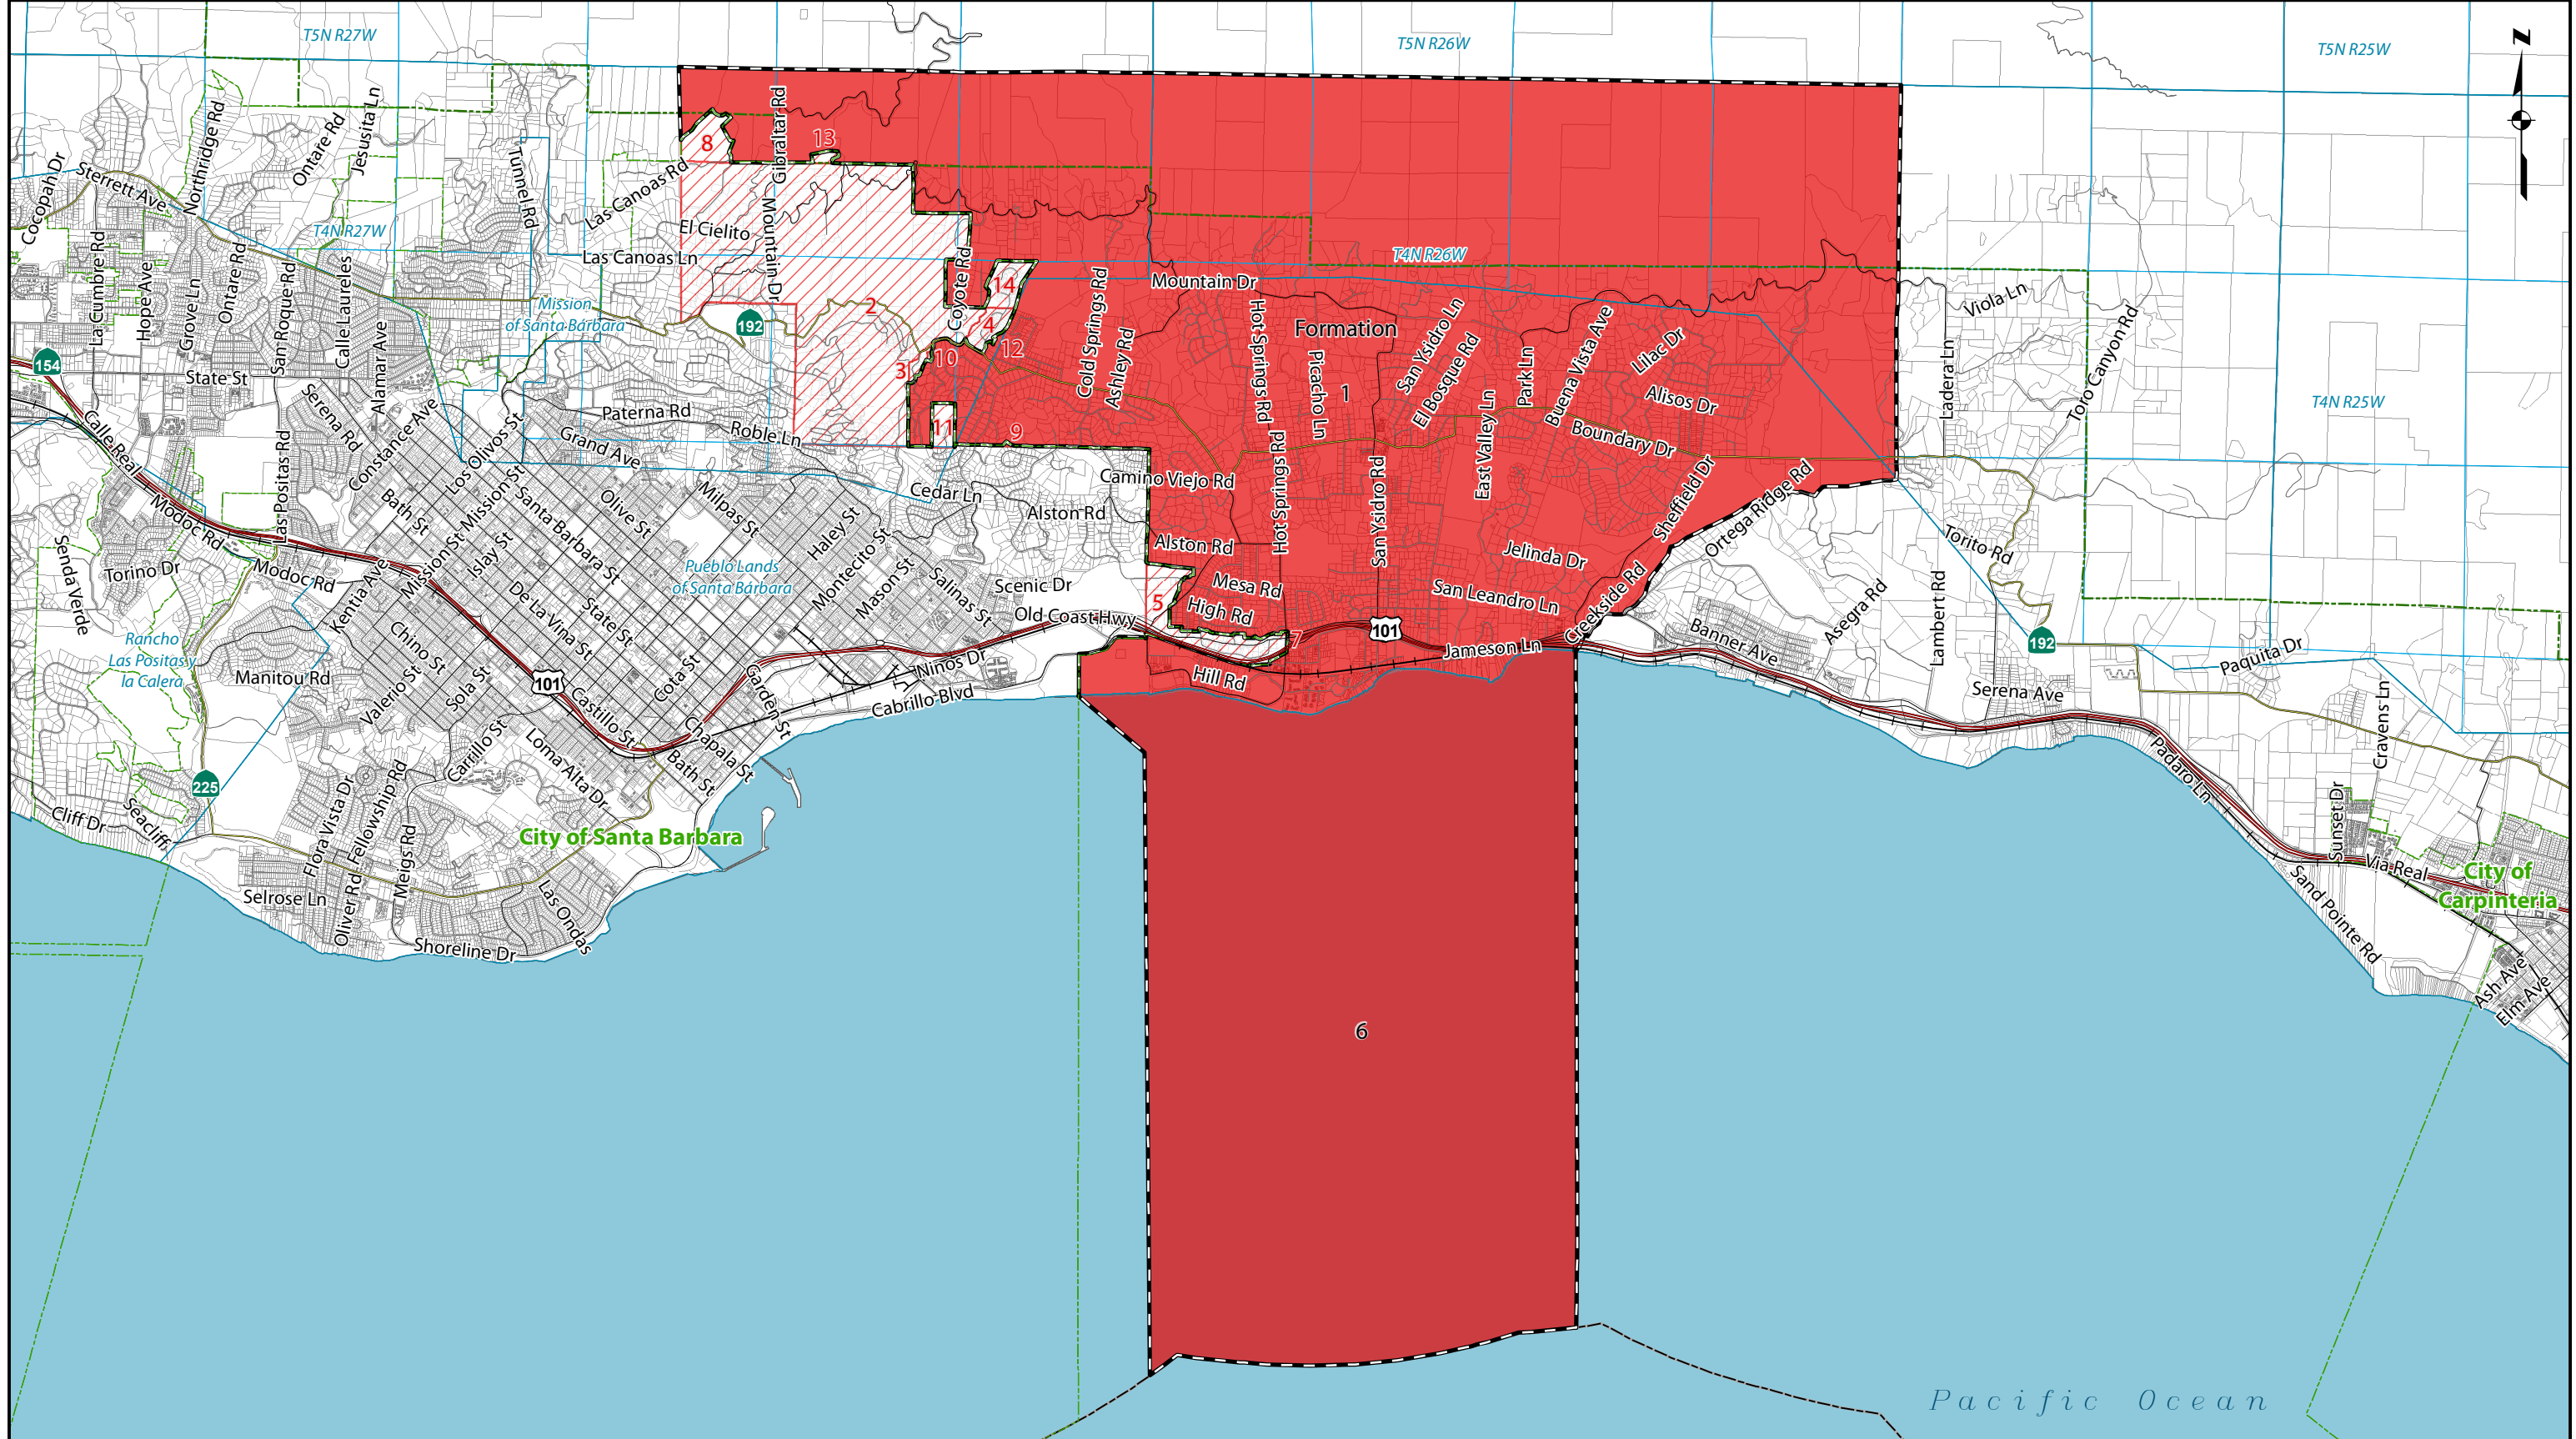 T5N R27W
T5N R26W
T5N R25W
N
Cocopah Dr
Sterrett Ave
Northridge Rd
Ontare Rd
Jesusita Ln
Tunnel Rd
Las Canoas Rd
8
Gibraltar Rd
13
T4N R27W
El Cielito
Las Canoas Ln
Mountain Dr
Coyote Rd
14
Cold Springs Rd
Mountain Dr
T4N R26W
La Cumbre Rd
Hope Ave
Grove Ln
Ontare Rd
San Roque Rd
Calle Laureles
Alamar Ave
Mission
of Santa Bárbara
192
2
4
12
10
3
Ashley Rd
Hot Springs Rd
Formation
Picacho Ln
1
San Ysidro Ln
El Bosque Rd
Park Ln
Buena Vista Ave
Lilac Dr
Alisos Dr
Viola Ln
Ladera Ln
Toro Canyon Rd
T4N R25W
154
State St
Serena Rd
Constance Ave
Calle Real
Las Positas Rd
Los Olivos St
Paterna Rd
Grand Ave
Roble Ln
11
9
East Valley Ln
Boundary Dr
Camino Viejo Rd
Hot Springs Rd
San Ysidro Rd
Sheffield Dr
Ortega Ridge Rd
Modoc Rd
Bath St
Mission St
Mission St
Santa Barbara St
Olive St
Milpas St
Haley St
Cedar Ln
Alston Rd
Alston Rd
Jelinda Dr
Torito Rd
Senda Verde
Torino Dr
Modoc Rd
Kentia Ave
Islay St
De La Vina St
State St
Pueblo Lands
of Santa Bárbara
Montecito St
Mason St
Salinas St
Scenic Dr
Old Coast Hwy
5
Mesa Rd
High Rd
San Leandro Ln
Creekside Rd
Banner Ave
Asegra Rd
Lambert Rd
192
Paquita Dr
Rancho
Las Positas y
la Calera
Manitou Rd
Chino St
Valerio St
Sola St
101
Castillo St
Cota St
Garden St
Ninos Dr
Cabrillo Blvd
Hill Rd
7
101
Jameson Ln
Serena Ave
Cravens Ln
225
Carrillo St
Loma Alta Dr
Chapala St
Bath St
Padaro Ln
Cliff Dr
Seacliff
Flora Vista Dr
Fellowship Rd
Meigs Rd
City of Santa Barbara
Sunset Dr
Via Real
City of
Carpinteria
Selrose Ln
Oliver Rd
Las Ondas
Shoreline Dr
Sand Pointe Rd
Ash Ave
Elm Ave
6
Pacific Ocean